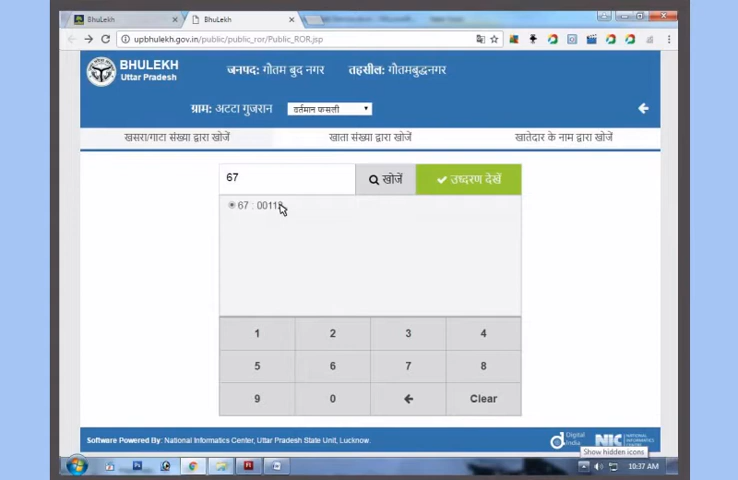 BhuLekh
BhuLekh
upbhulekh.gov.in/public/public_ror/Public_ROR.jsp
BHULEKH
Uttar Pradesh
जनपद: गौतम बुद नगर तहसील: गौतमबुद्धनगर
ग्राम: अटटा गुजरान वर्तमान फसली
खसरा/गाटा संख्या द्वारा खोजें खाता संख्या द्वारा खोजें खातेदार के नाम द्वारा खोजें
67 खोजें उध्दरण देखें
67 :
1 2 3 4
5 6 7 8
9 0 Clear
Software Powered By: National Informatics Center, Uttar Pradesh State Unit, Lucknow.
Digital India
NIC NATIONAL INFORMATICS CENTRE
Show hidden icons
10:37 AM